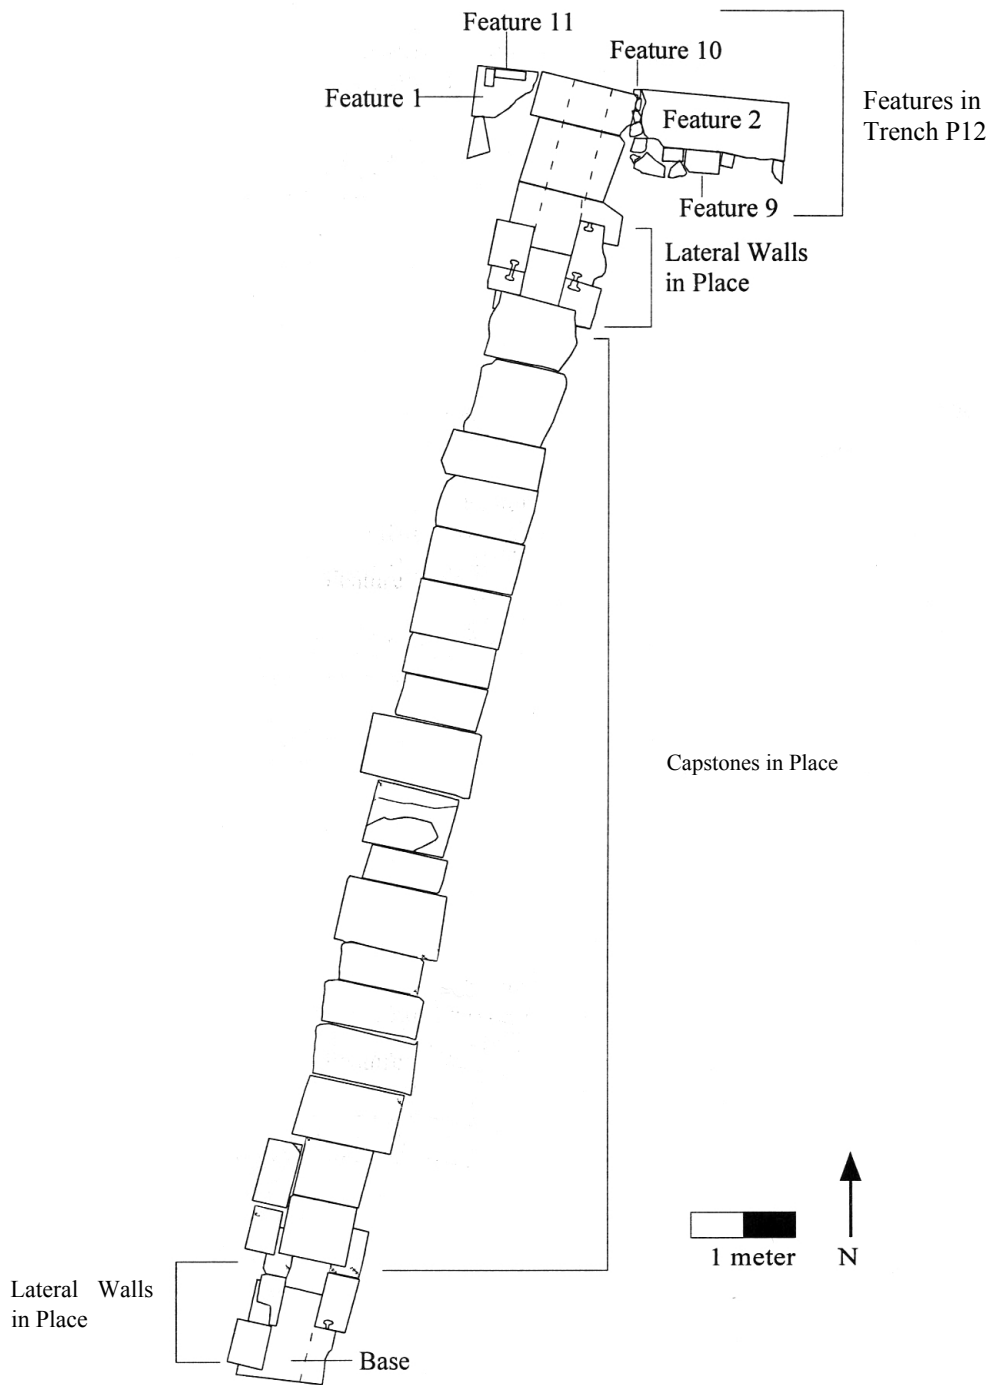 Feature 11
Feature 10
Feature 1
Feature 2
Features in
Trench P12
Feature 9
Lateral Walls
in Place
Capstones in Place
1 meter
N
Lateral Walls
in Place
Base